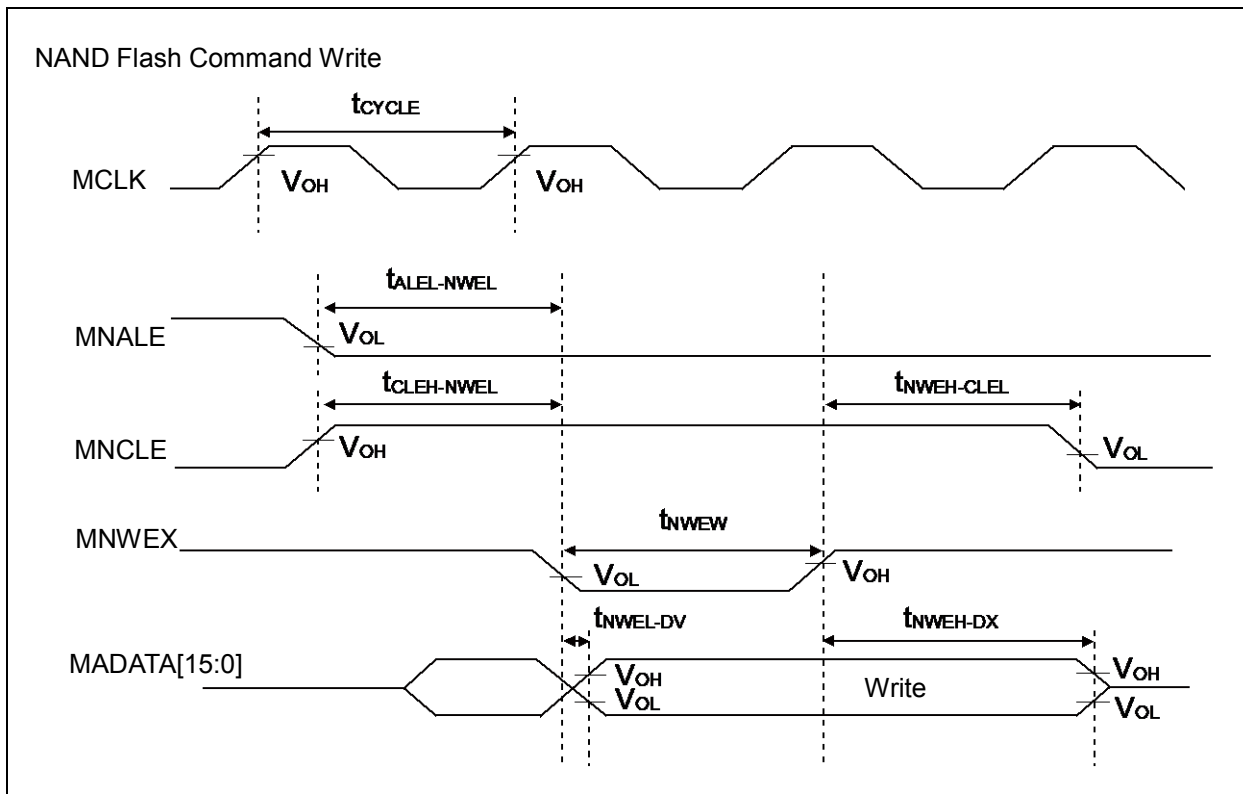 NAND Flash Command Write
tCYCLE
MCLK VOH VOH
tALEL-NWEL
MNALE VOL
tCLEH-NWEL tNWEH-CLEL
MNCLE VOH VOL
tNWEW
MNWEX VOL VOH
tNWEL-DV tNWEH-DX
MADATA[15:0] VOH Write VOH
VOL VOL